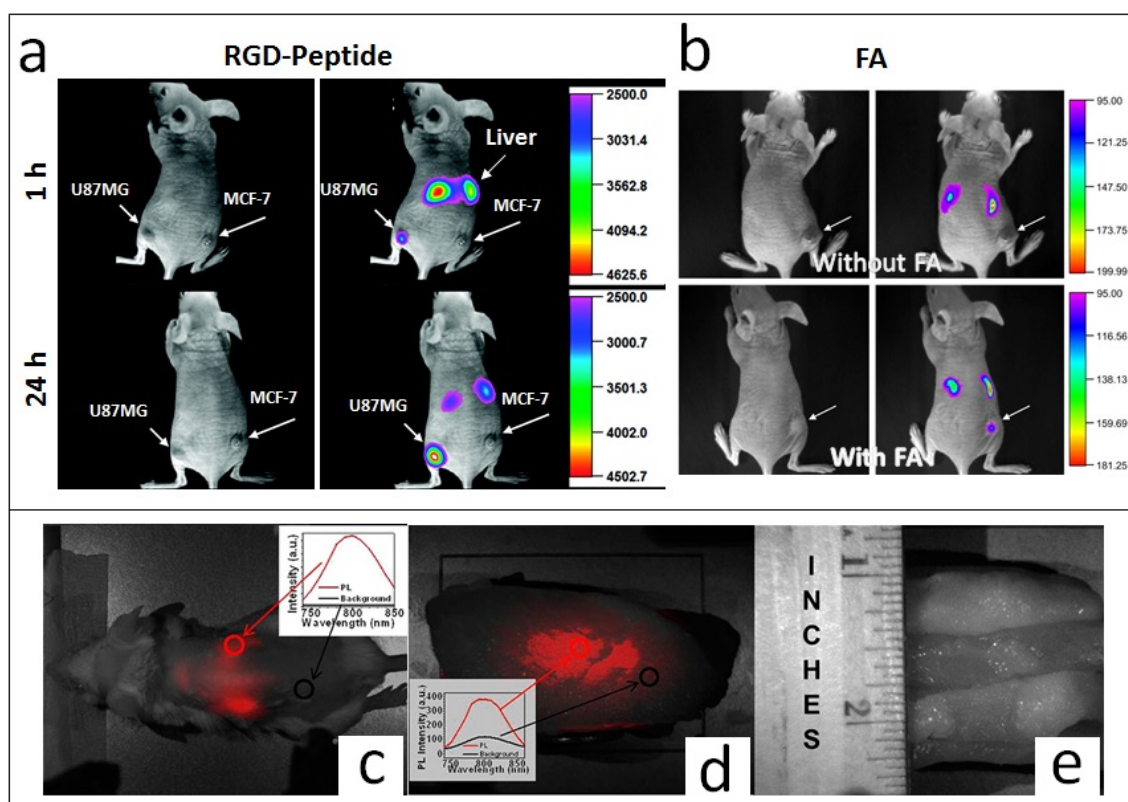 a
RGD-Peptide
1 h
U87MG
MCF-7
U87MG
Liver
MCF-7
2500.0
3031.4
3562.8
4094.2
4625.6
24 h
U87MG
MCF-7
U87MG
MCF-7
2500.0
3000.7
3501.3
4002.0
4502.7
b
FA
Without FA
95.00
121.25
147.50
173.75
199.99
With FA
95.00
116.56
138.13
159.69
181.25
Intensity (a.u.)
PL
Background
750 800 850
Wavelength (nm)
c
PL Intensity (a.u.)
400
300
200
100
0
PL
Background
750 800 850
Wavelength (nm)
d
INCHES
1
2
e